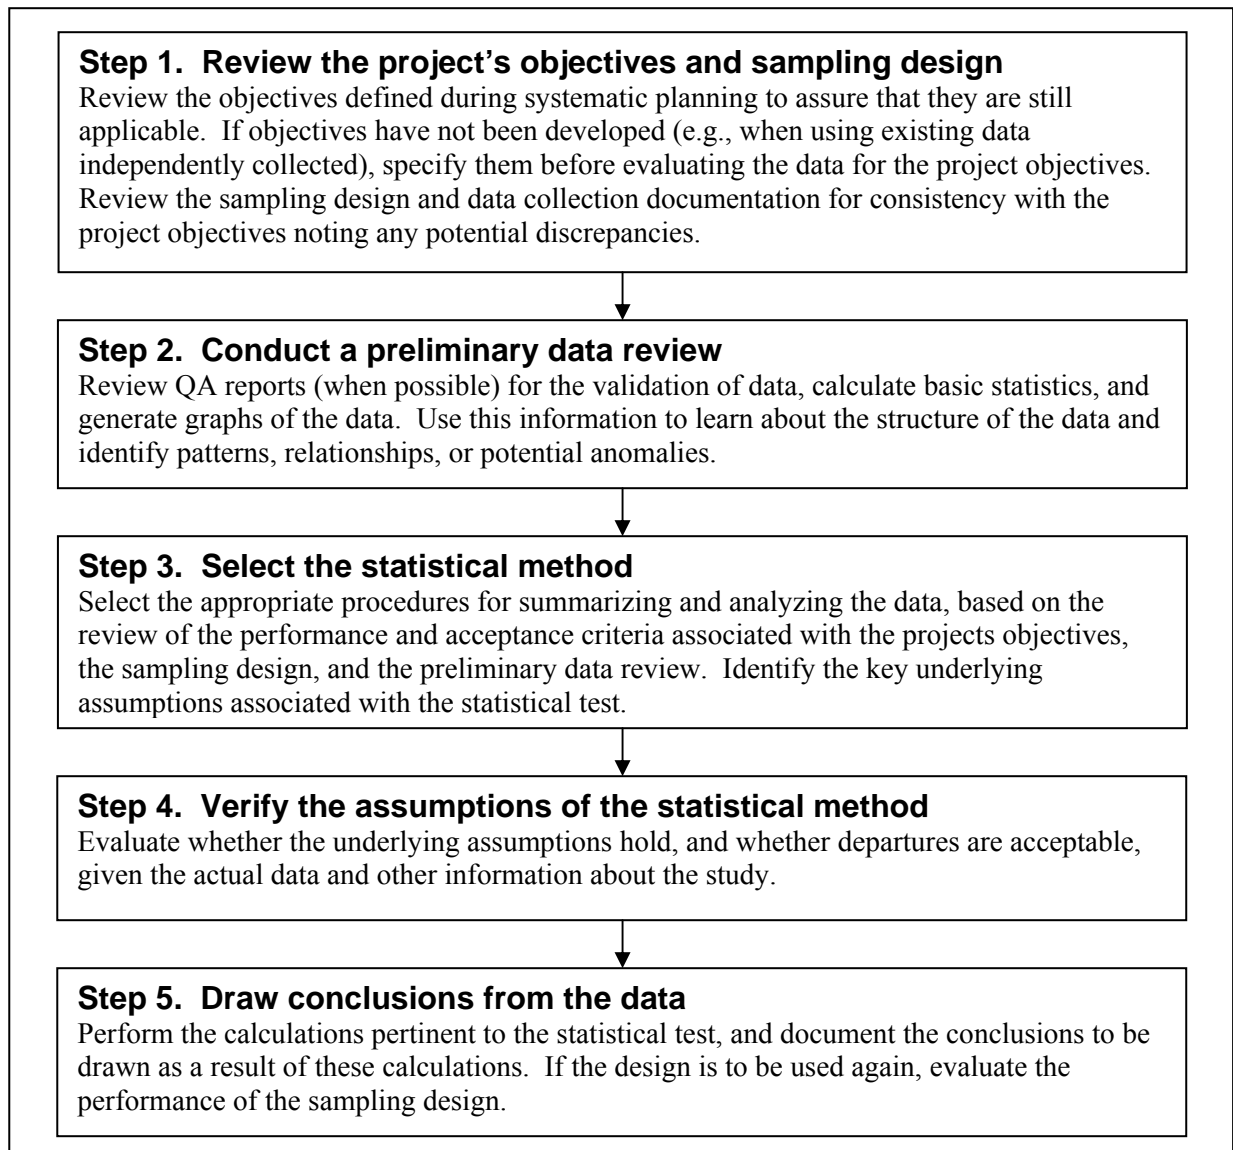 Step 1.  Review the project's objectives and sampling design
Review the objectives defined during systematic planning to assure that they are still
applicable.  If objectives have not been developed (e.g., when using existing data
independently collected), specify them before evaluating the data for the project objectives.
Review the sampling design and data collection documentation for consistency with the
project objectives noting any potential discrepancies.
Step 2.  Conduct a preliminary data review
Review QA reports (when possible) for the validation of data, calculate basic statistics, and
generate graphs of the data.  Use this information to learn about the structure of the data and
identify patterns, relationships, or potential anomalies.
Step 3.  Select the statistical method
Select the appropriate procedures for summarizing and analyzing the data, based on the
review of the performance and acceptance criteria associated with the projects objectives,
the sampling design, and the preliminary data review.  Identify the key underlying
assumptions associated with the statistical test.
Step 4.  Verify the assumptions of the statistical method
Evaluate whether the underlying assumptions hold, and whether departures are acceptable,
given the actual data and other information about the study.
Step 5.  Draw conclusions from the data
Perform the calculations pertinent to the statistical test, and document the conclusions to be
drawn as a result of these calculations.  If the design is to be used again, evaluate the
performance of the sampling design.